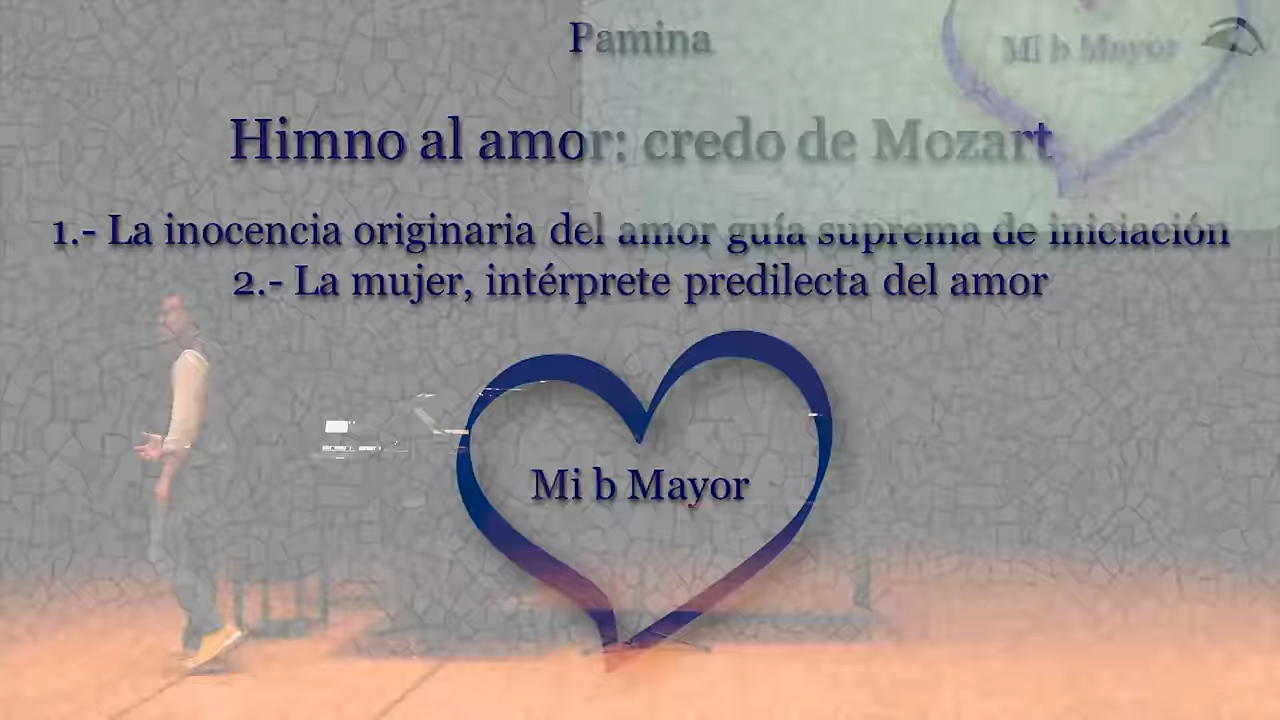 Pamina
Mi b Mayor
Himno al amor: credo de Mozart
1.- La inocencia originaria del amor guía suprema de iniciación
2.- La mujer, intérprete predilecta del amor
Mi b Mayor